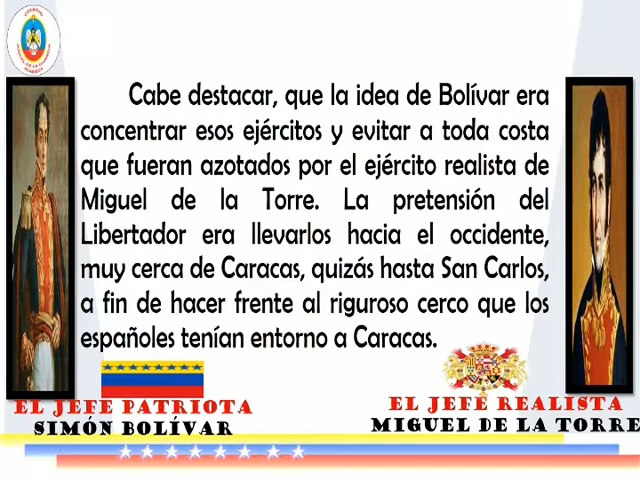 Cabe destacar, que la idea de Bolívar era
concentrar esos ejércitos y evitar a toda costa
que fueran azotados por el ejército realista de
Miguel de la Torre. La pretensión del
Libertador era llevarlos hacia el occidente,
muy cerca de Caracas, quizás hasta San Carlos,
a fin de hacer frente al riguroso cerco que los
españoles tenían entorno a Caracas.
EL JEFE PATRIOTA
SIMÓN BOLÍVAR
EL JEFE REALISTA
MIGUEL DE LA TORRE